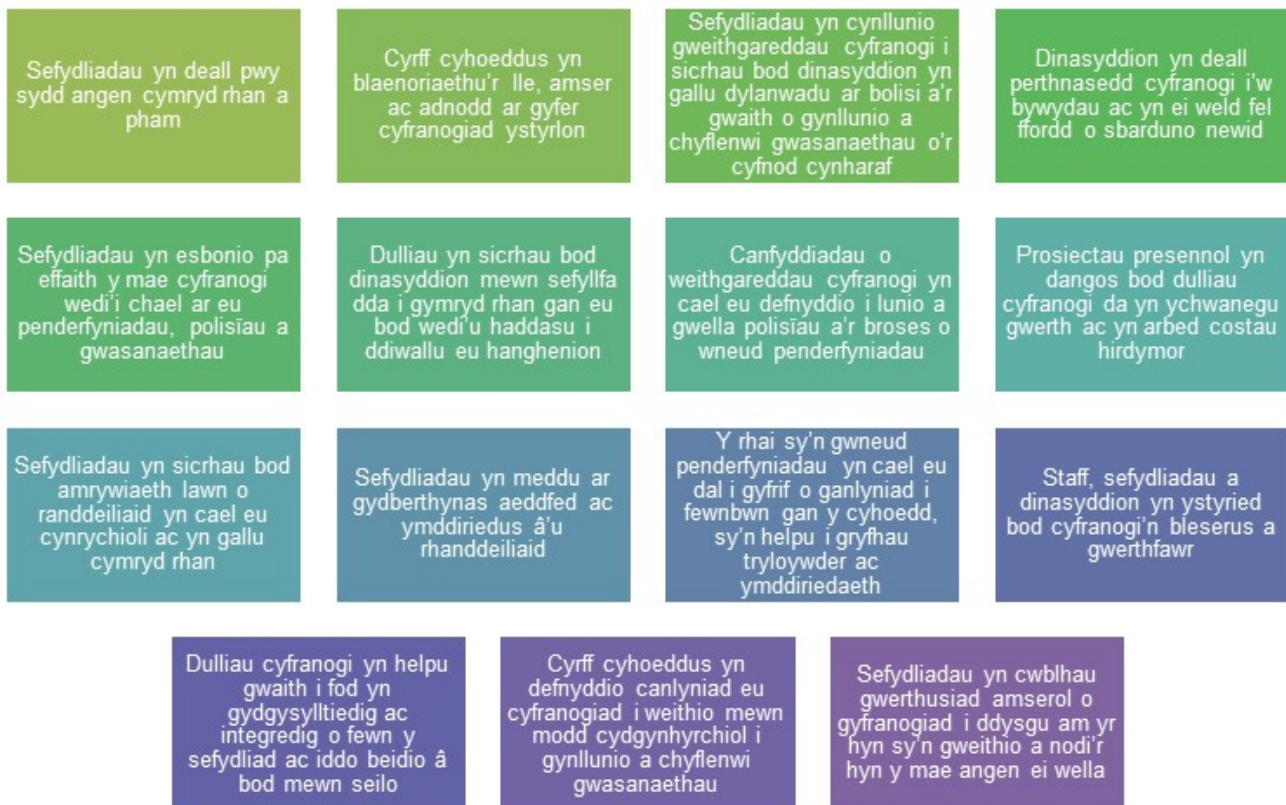 Sefydliadau yn deall pwy
sydd angen cymryd rhan a
pham
Cyrff cyhoeddus yn
blaenoriaethu'r lle, amser
ac adnodd ar gyfer
cyfranogiad ystyrlon
Sefydliadau yn cynllunio
gweithgareddau cyfranogi i
sicrhau bod dinasyddion yn
gallu dylanwadu ar bolisi a'r
gwaith o gynllunio a
chyflenwi gwasanaethau o'r
cyfnod cynharaf
Dinasyddion yn deall
perthnasedd cyfranogi i'w
bywydau ac yn ei weld fel
ffordd o sbarduno newid
Sefydliadau yn esbonio pa
effaith y mae cyfranogi
wedi'i chael ar eu
penderfyniadau, polisïau a
gwasanaethau
Dulliau yn sicrhau bod
dinasyddion mewn sefyllfa
dda i gymryd rhan gan eu
bod wedi'u haddasu i
ddiwallu eu hanghenion
Canfyddiadau o
weithgareddau cyfranogi yn
cael eu defnyddio i lunio a
gwella polisïau a'r broses o
wneud penderfyniadau
Prosiectau presennol yn
dangos bod dulliau
cyfranogi da yn ychwanegu
gwerth ac yn arbed costau
hirdymor
Sefydliadau yn sicrhau bod
amrywiaeth lawn o
randdeiliaid yn cael eu
cynrychioli ac yn gallu
cymryd rhan
Sefydliadau yn meddu ar
gydberthynas aeddfed ac
ymddiriedus â'u
rhanddeiliaid
Y rhai sy'n gwneud
penderfyniadau yn cael eu
dal i gyfrif o ganlyniad i
fewnbwn gan y cyhoedd,
sy'n helpu i gryfhau
tryloywder ac
ymddiriedaeth
Staff, sefydliadau a
dinasyddion yn ystyried
bod cyfranogi'n bleserus a
gwerthfawr
Dulliau cyfranogi yn helpu
gwaith i fod yn
gydgysylltiedig ac
integredig o fewn y
sefydliad ac iddo beidio â
bod mewn seilo
Cyrff cyhoeddus yn
defnyddio canlyniad eu
cyfranogiad i weithio mewn
modd cydgynhyrchiol i
gynllunio a chyflenwi
gwasanaethau
Sefydliadau yn cwblhau
gwerthusiad amserol o
gyfranogiad i ddysgu am yr
hyn sy'n gweithio a nodi'r
hyn y mae angen ei wella